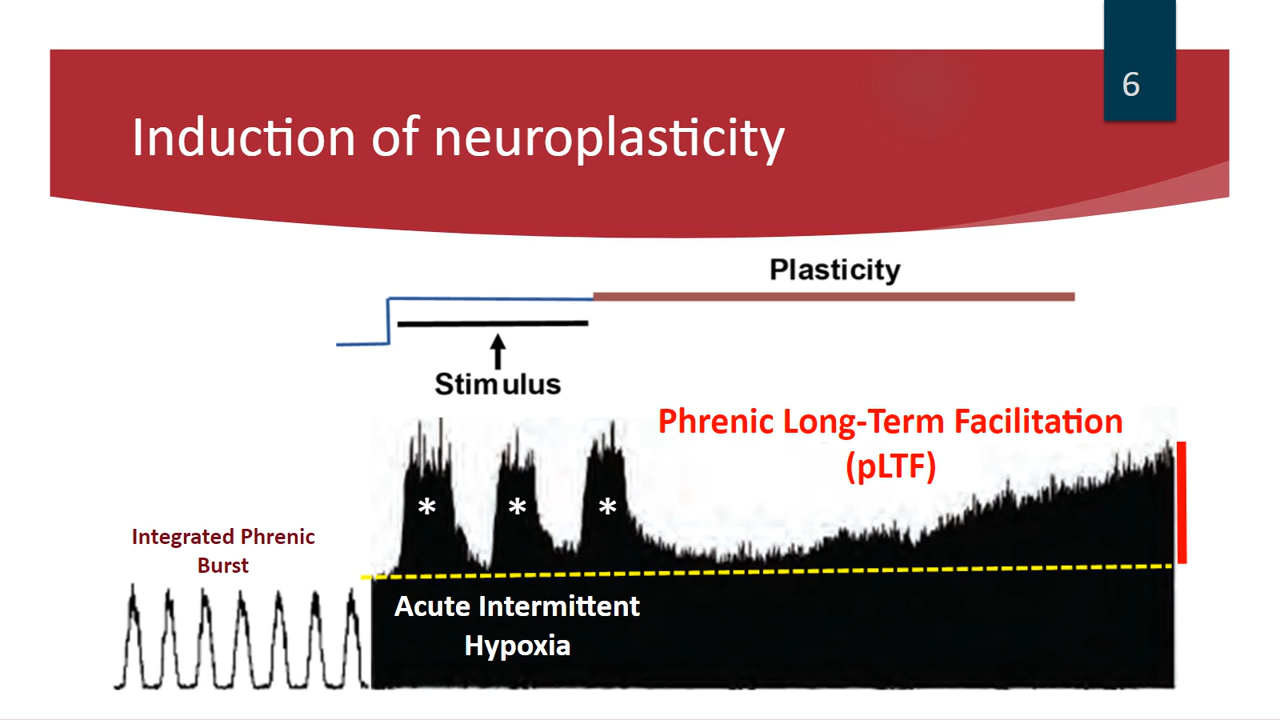 6
Induction of neuroplasticity
Plasticity
Stimulus
Phrenic Long-Term Facilitation
(pLTF)
* * *
Integrated Phrenic
Burst
Acute Intermittent
Hypoxia